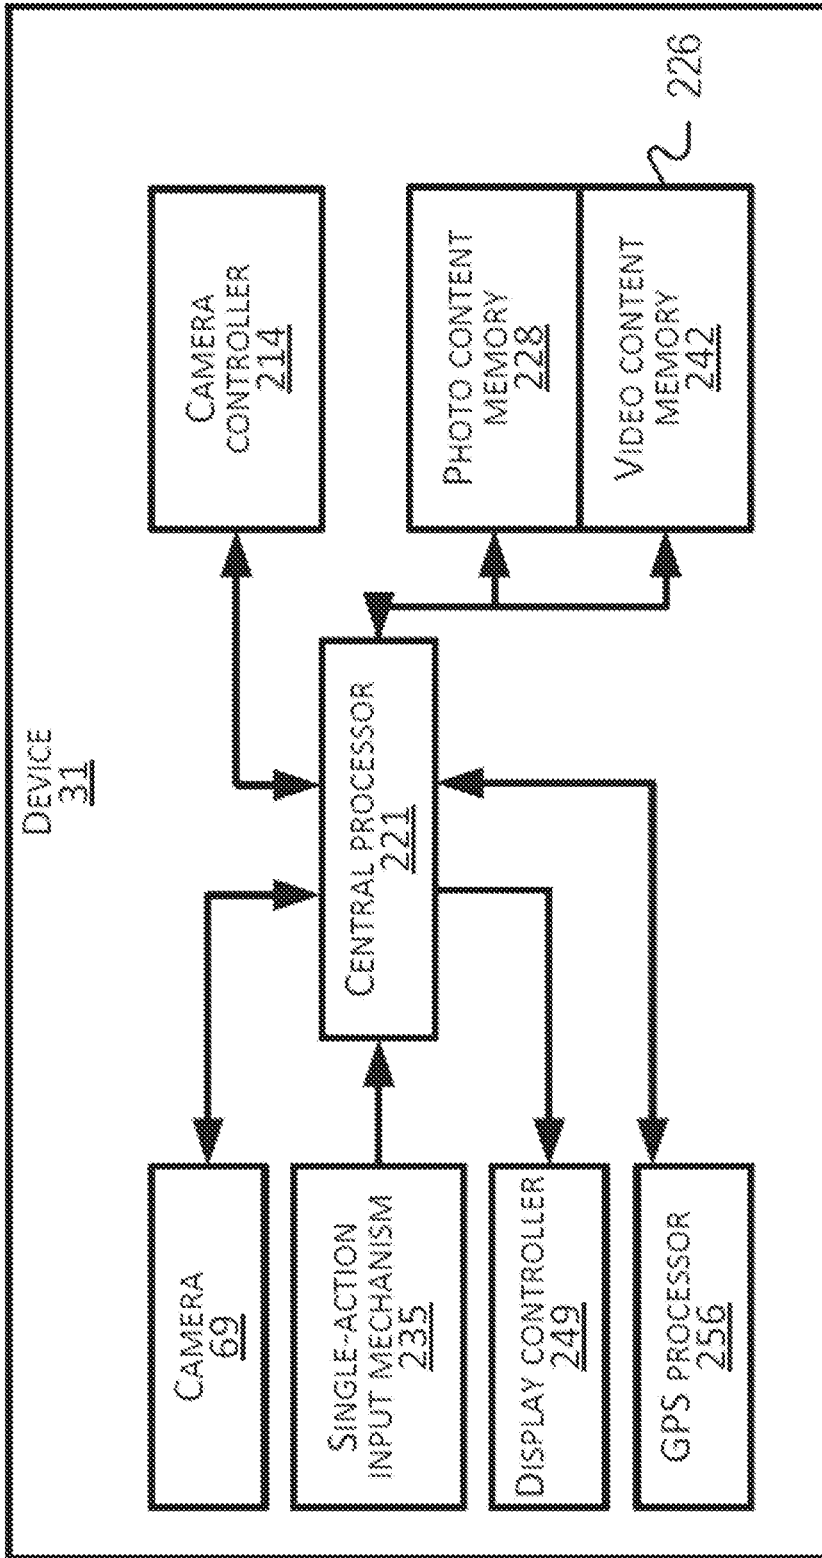 DEVICE
31
CAMERA
69
SINGLE-ACTION
INPUT MECHANISM
235
DISPLAY CONTROLLER
249
GPS PROCESSOR
256
CENTRAL PROCESSOR
221
CAMERA
CONTROLLER
214
PHOTO CONTENT
MEMORY
228
VIDEO CONTENT
MEMORY
242
226